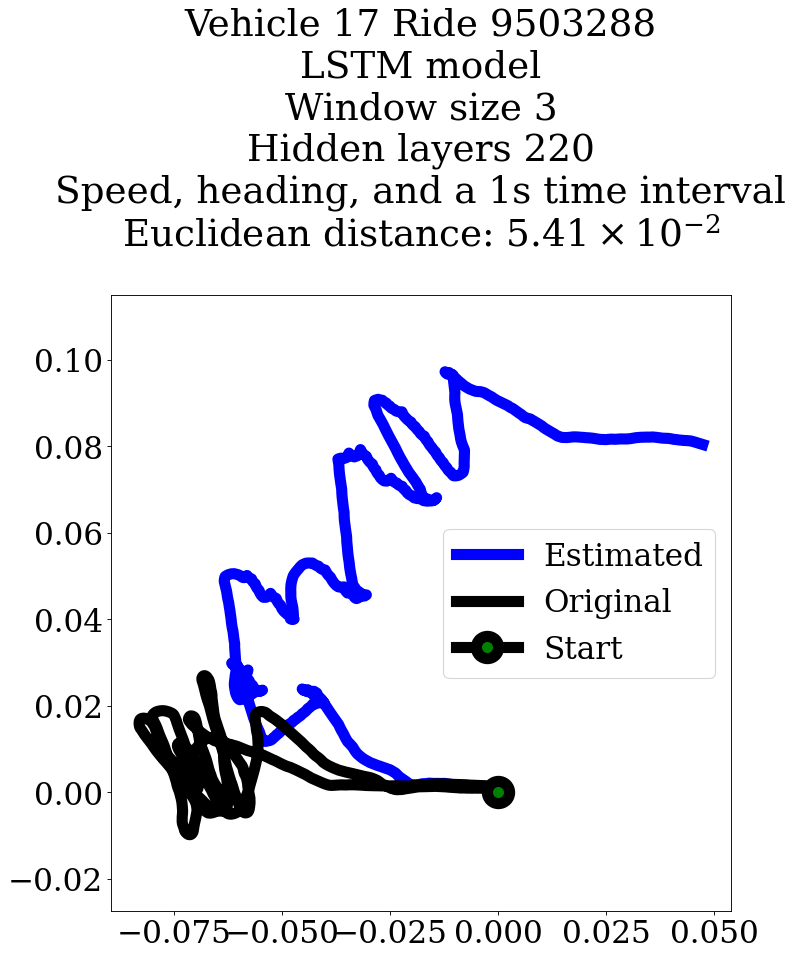 Vehicle 17 Ride 9503288
LSTM model
Window size 3
Hidden layers 220
Speed, heading, and a 1s time interval
Euclidean distance: 5.41 × 10⁻²
0.10
0.08
0.06
0.04
0.02
0.00
−0.02
Estimated
Original
Start
−0.075 −0.050 −0.025 0.000 0.025 0.050